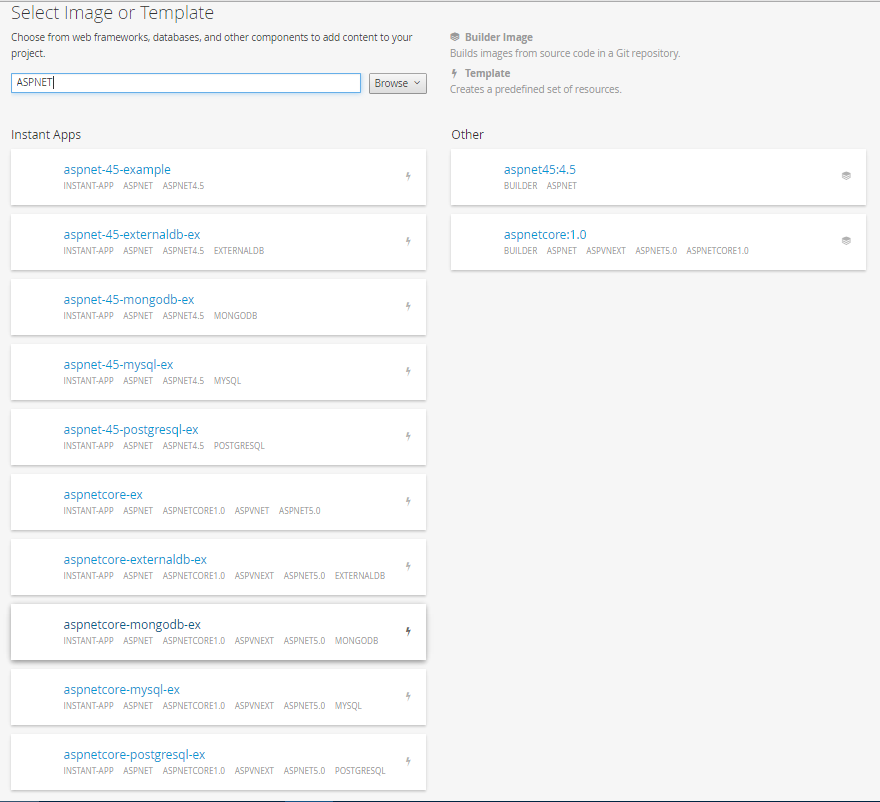 Select Image or Template
Choose from web frameworks, databases, and other components to add content to your
project.
ASPNET
Browse
Builder Image
Builds images from source code in a Git repository.
Template
Creates a predefined set of resources.
Instant Apps
aspnet-45-example
INSTANT-APP ASPNET ASPNET4.5
aspnet-45-externaldb-ex
INSTANT-APP ASPNET ASPNET4.5 EXTERNALDB
aspnet-45-mongodb-ex
INSTANT-APP ASPNET ASPNET4.5 MONGODB
aspnet-45-mysql-ex
INSTANT-APP ASPNET ASPNET4.5 MYSQL
aspnet-45-postgresql-ex
INSTANT-APP ASPNET ASPNET4.5 POSTGRESQL
aspnetcore-ex
INSTANT-APP ASPNET ASPNETCORE1.0 ASPVNET ASPNET5.0
aspnetcore-externaldb-ex
INSTANT-APP ASPNET ASPNETCORE1.0 ASPVNEXT ASPNET5.0 EXTERNALDB
aspnetcore-mongodb-ex
INSTANT-APP ASPNET ASPNETCORE1.0 ASPVNEXT ASPNET5.0 MONGODB
aspnetcore-mysql-ex
INSTANT-APP ASPNET ASPNETCORE1.0 ASPVNEXT ASPNET5.0 MYSQL
aspnetcore-postgresql-ex
INSTANT-APP ASPNET ASPNETCORE1.0 ASPVNEXT ASPNET5.0 POSTGRESQL
Other
aspnet45:4.5
BUILDER ASPNET
aspnetcore:1.0
BUILDER ASPNET ASPVNEXT ASPNET5.0 ASPNETCORE1.0